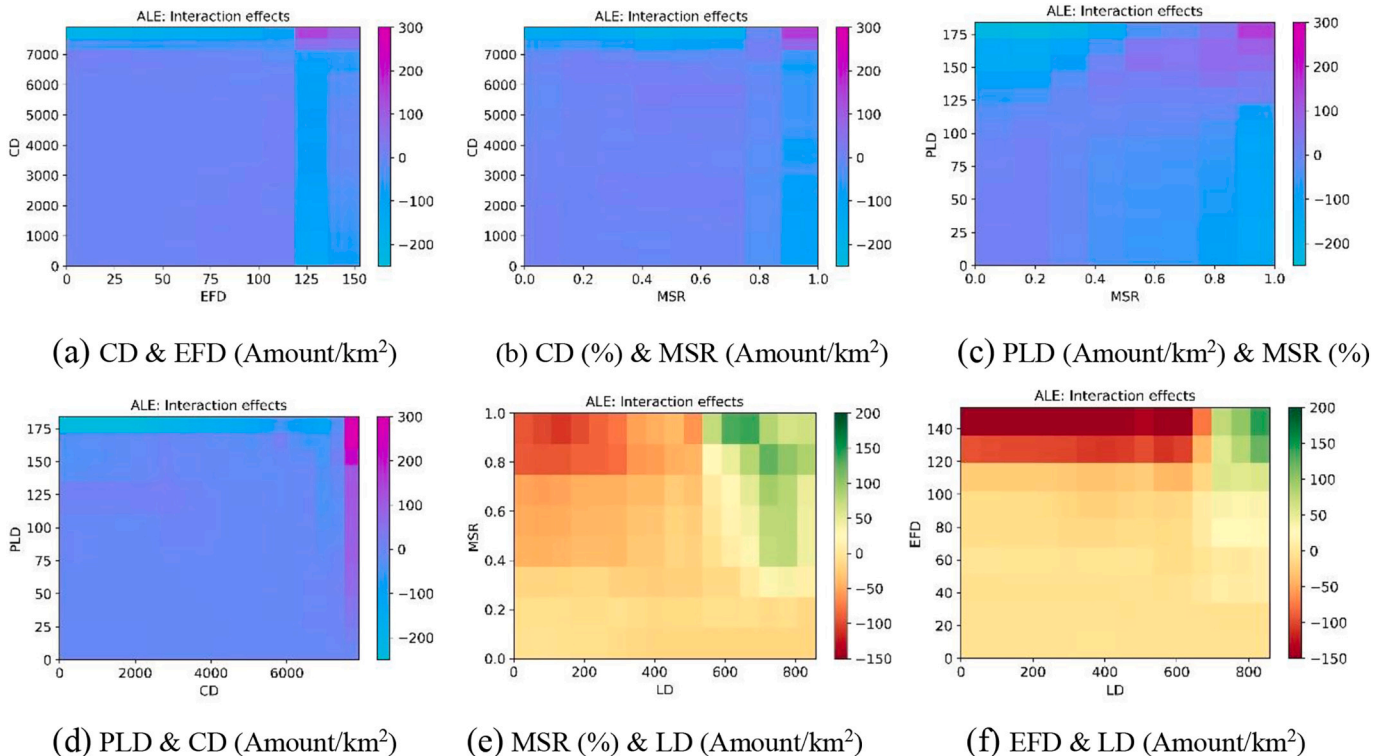 ALE: Interaction effects
300
200
100
0
−100
−200
7000
6000
5000
4000
3000
2000
1000
0
CD
0 25 50 75 100 125 150
EFD
(a) CD & EFD (Amount/km²)
ALE: Interaction effects
300
200
100
0
−100
−200
7000
6000
5000
4000
3000
2000
1000
0
CD
0.0 0.2 0.4 0.6 0.8 1.0
MSR
(b) CD (%) & MSR (Amount/km²)
ALE: Interaction effects
300
200
100
0
−100
−200
175
150
125
100
75
50
25
0
PLD
0.0 0.2 0.4 0.6 0.8 1.0
MSR
(c) PLD (Amount/km²) & MSR (%)
ALE: Interaction effects
300
200
100
0
−100
−200
175
150
125
100
75
50
25
0
PLD
0 2000 4000 6000
CD
(d) PLD & CD (Amount/km²)
ALE: Interaction effects
200
150
100
50
0
−50
−100
−150
1.0
0.8
0.6
0.4
0.2
0.0
MSR
0 200 400 600 800
LD
(e) MSR (%) & LD (Amount/km²)
ALE: Interaction effects
200
150
100
50
0
−50
−100
−150
140
120
100
80
60
40
20
0
EFD
0 200 400 600 800
LD
(f) EFD & LD (Amount/km²)